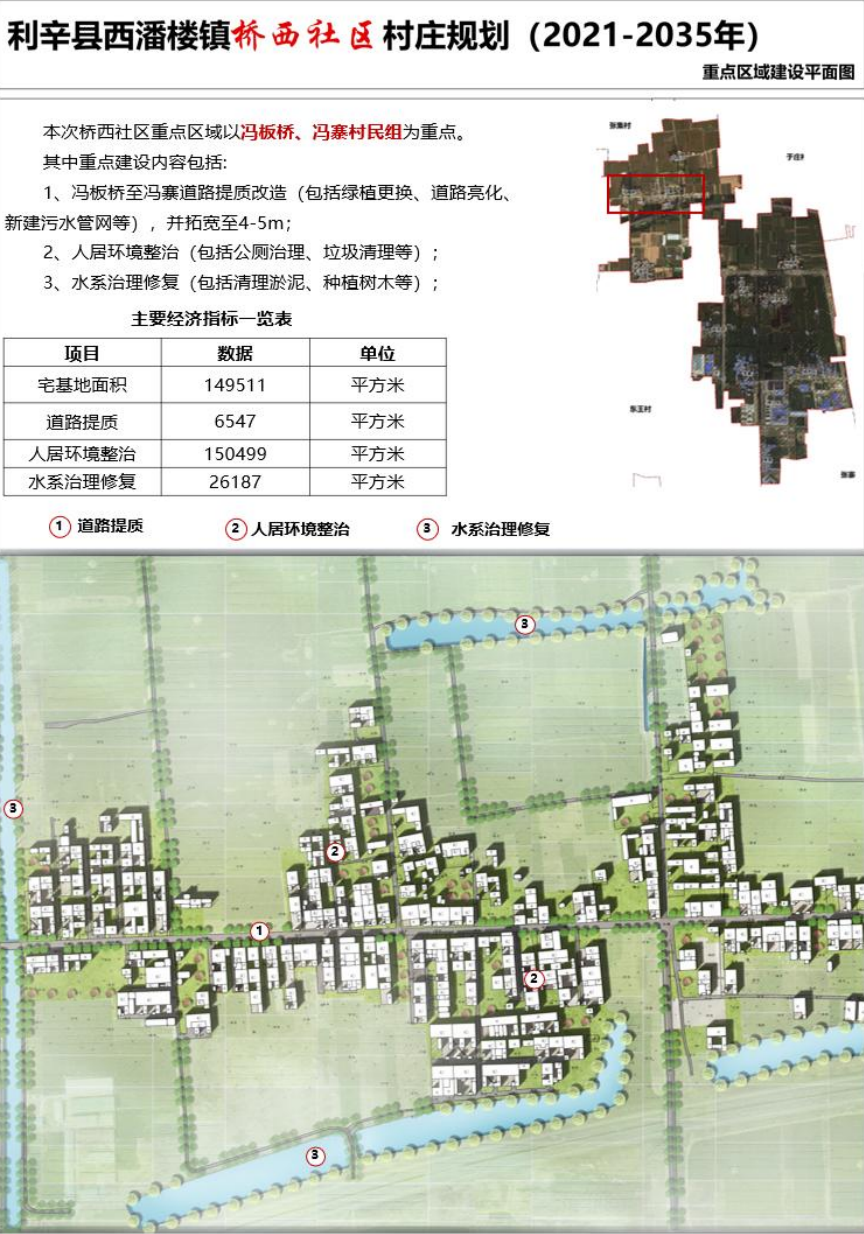 利辛县西潘楼镇桥西社区村庄规划（2021-2035年）
重点区域建设平面图
本次桥西社区重点区域以冯板桥、冯寨村民组为重点。
其中重点建设内容包括:
1、冯板桥至冯寨道路提质改造（包括绿植更换、道路亮化、
新建污水管网等），并拓宽至4-5m；
2、人居环境整治（包括公厕治理、垃圾清理等）;
3、水系治理修复（包括清理淤泥、种植树木等）;
主要经济指标一览表
项目 数据 单位
宅基地面积 149511 平方米
道路提质 6547 平方米
人居环境整治 150499 平方米
水系治理修复 26187 平方米
张集村
于庄村
东王村
张寨
1 道路提质 2 人居环境整治 3 水系治理修复
3
3
2
1
2
3